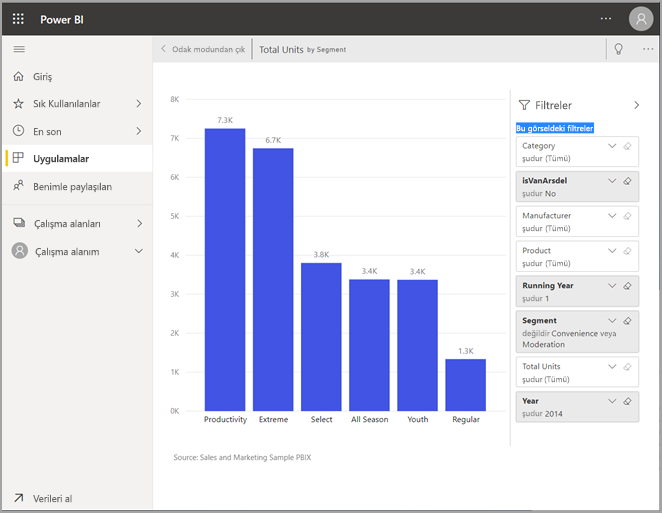 Power BI
Odak modundan çık
Total Units by Segment
Giriş
Sık Kullanılanlar
En son
Uygulamalar
Benimle paylaşılan
Çalışma alanları
Çalışma alanım
Verileri al
8K
7K
6K
5K
4K
3K
2K
1K
0K
7.3K
6.7K
3.8K
3.4K
3.4K
1.3K
Productivity
Extreme
Select
All Season
Youth
Regular
Source: Sales and Marketing Sample PBIX
Filtreler
Bu görseldeki filtreler
Category
şudur (Tümü)
isVanArsdel
şudur No
Manufacturer
şudur (Tümü)
Product
şudur (Tümü)
Running Year
şudur 1
Segment
değildir Convenience veya
Moderation
Total Units
şudur (Tümü)
Year
şudur 2014